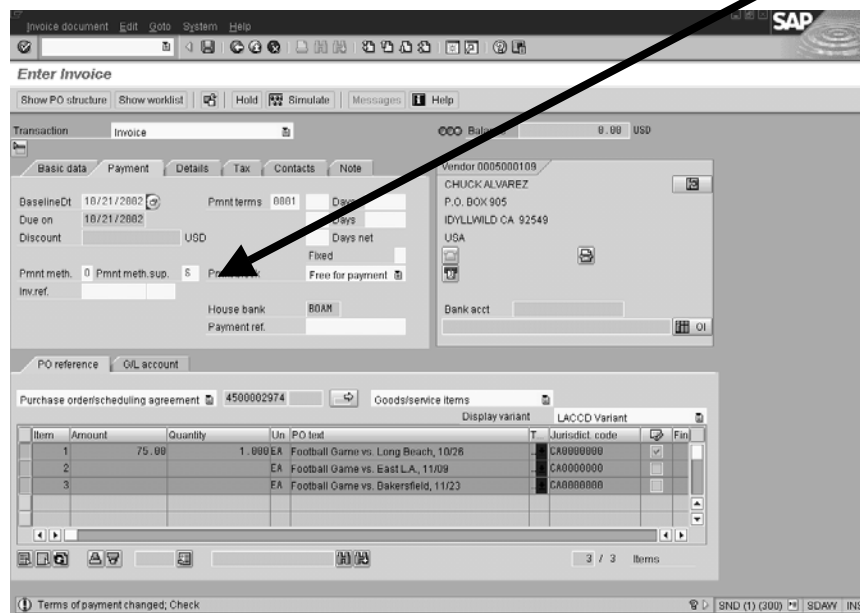 Invoice document Edit Goto System Help
SAP
Enter Invoice
Show PO structure Show worklist Hold Simulate Messages Help
Transaction Invoice Balance 0.00 USD
Basic data Payment Details Tax Contacts Note
Vendor 0005000109
CHUCK ALVAREZ
P.O. BOX 905
IDYLLWILD CA 92549
USA
Bank acct
OI
BaselineDt 10/21/2002 Pmnt terms 0001 Days
Due on 10/21/2002 Days
Discount USD Days net
Fixed
Pmnt meth. 0 Pmnt meth.sup. S Free for payment
Inv.ref.
House bank BOAM
Payment ref.
PO reference G/L account
Purchase order/scheduling agreement 4500002974 Goods/service items
Display variant LACCD Variant
Item Amount Quantity Un PO text T... Jurisdict. code Fin
1 75.00 1.000 EA Football Game vs. Long Beach, 10/26 CA0000000
2 EA Football Game vs. East L.A., 11/09 CA0000000
3 EA Football Game vs. Bakersfield, 11/23 CA0000000
3 / 3 Items
Terms of payment changed; Check
SND (1) (300) SDAW INS